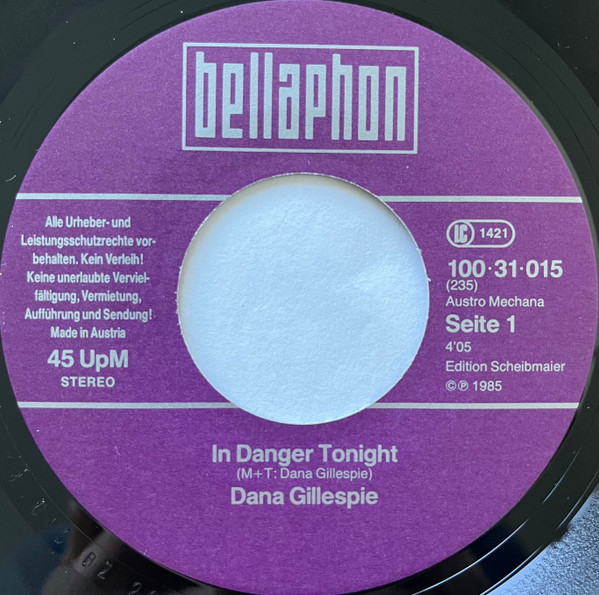 bellaphon
Alle Urheber- und
Leistungsschutzrechte vor-
behalten. Kein Verleih!
Keine unerlaubte Verviel-
fältigung, Vermietung,
Aufführung und Sendung!
Made in Austria
45 UpM
STEREO
LC 1421
100·31·015
(235)
Austro Mechana
Seite 1
4'05
Edition Scheibmaier
© ℗ 1985
In Danger Tonight
(M+T: Dana Gillespie)
Dana Gillespie